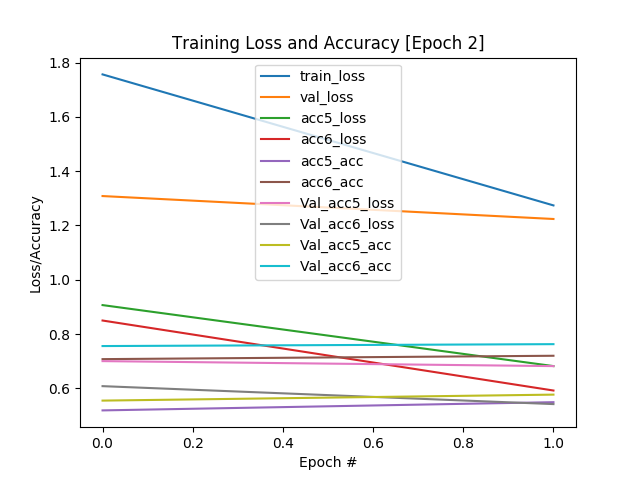 Training Loss and Accuracy [Epoch 2]
1.8
1.6
1.4
1.2
1.0
0.8
0.6
Loss/Accuracy
train_loss
val_loss
acc5_loss
acc6_loss
acc5_acc
acc6_acc
Val_acc5_loss
Val_acc6_loss
Val_acc5_acc
Val_acc6_acc
0.0 0.2 0.4 0.6 0.8 1.0
Epoch #